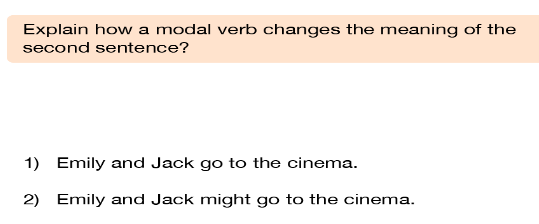 Explain how a modal verb changes the meaning of the
second sentence?
1) Emily and Jack go to the cinema.
2) Emily and Jack might go to the cinema.